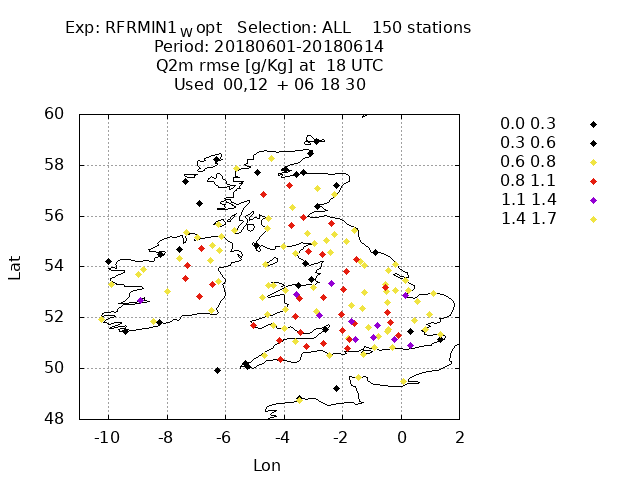 Exp: RFRMIN1_W opt Selection: ALL 150 stations
Period: 20180601-20180614
Q2m rmse [g/Kg] at 18 UTC
Used 00,12 + 06 18 30
60
58
56
54
52
50
48
Lat
-10 -8 -6 -4 -2 0 2
Lon
0.0 0.3
0.3 0.6
0.6 0.8
0.8 1.1
1.1 1.4
1.4 1.7